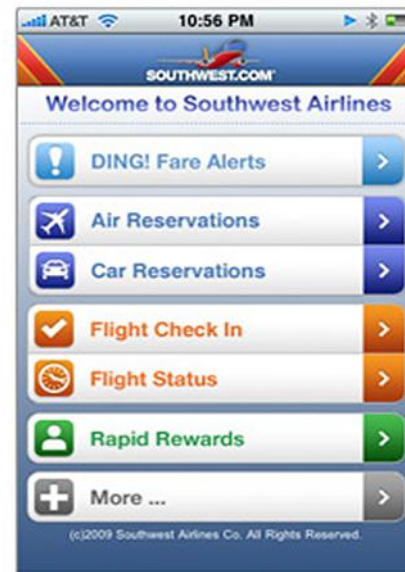 AT&T 10:56 PM
SOUTHWEST.COM
Welcome to Southwest Airlines
DING! Fare Alerts
Air Reservations
Car Reservations
Flight Check In
Flight Status
Rapid Rewards
More ...
(c)2009 Southwest Airlines Co. All Rights Reserved.